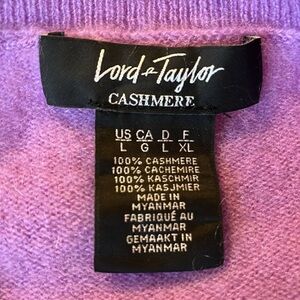 Lord & Taylor
CASHMERE
US CA D F
L G L XL
100% CASHMERE
100% CACHEMIRE
100% KASCHMIR
100% KASJMIER
MADE IN
MYANMAR
FABRIQUÉ AU
MYANMAR
GEMAAKT IN
MYANMAR